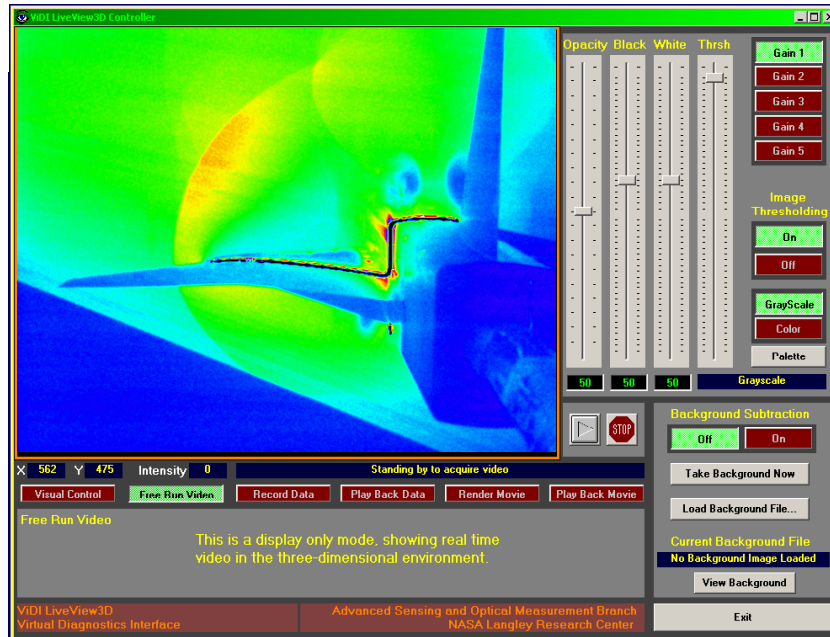 ViDI LiveView3D Controller
Opacity Black White Thrsh
Gain 1
Gain 2
Gain 3
Gain 4
Gain 5
Image
Thresholding
On
Off
GrayScale
Color
Palette
50 50 50 Grayscale
STOP
Background Subtraction
Off On
Take Background Now
Load Background File...
Current Background File
No Background Image Loaded
View Background
Exit
X 562 Y 475 Intensity 0 Standing by to acquire video
Visual Control Free Run Video Record Data Play Back Data Render Movie Play Back Movie
Free Run Video
This is a display only mode, showing real time
video in the three-dimensional environment.
ViDI LiveView3D Advanced Sensing and Optical Measurement Branch
Virtual Diagnostics Interface NASA Langley Research Center